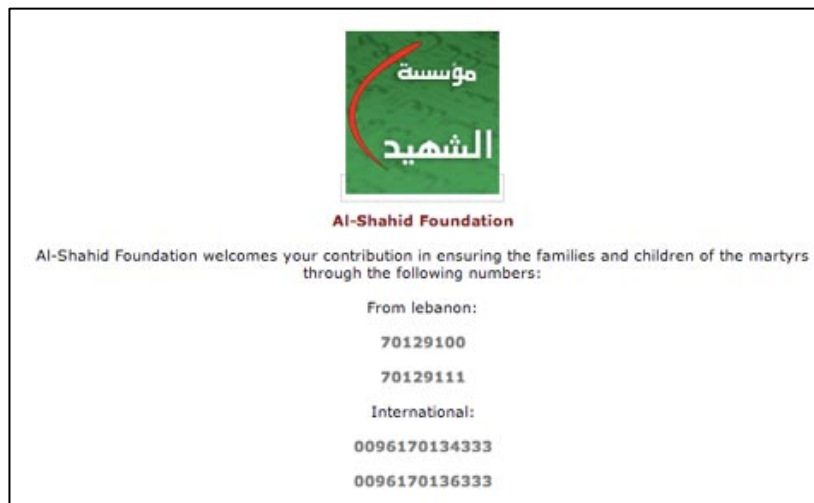 مؤسسة
الشهيد
Al-Shahid Foundation
Al-Shahid Foundation welcomes your contribution in ensuring the families and children of the martyrs
through the following numbers:
From lebanon:
70129100
70129111
International:
0096170134333
0096170136333